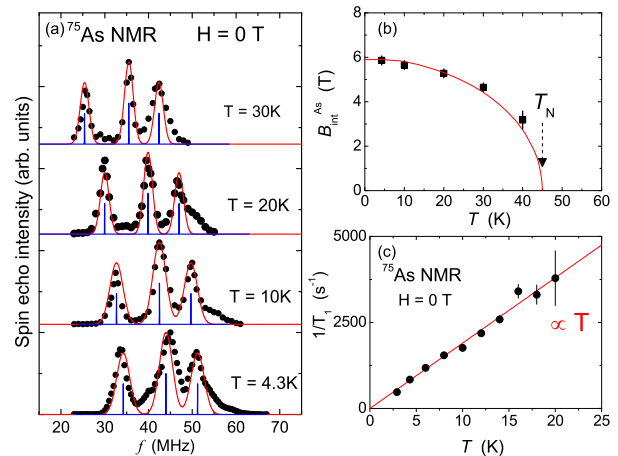 (a) ⁷⁵As NMR H = 0 T
T = 30K
T = 20K
T = 10K
T = 4.3K
Spin echo intensity (arb. units)
20 30 40 50 60 70
f (MHz)
(b)
8
6
4
2
0
B_int^As (T)
T_N
0 10 20 30 40 50 60
T (K)
(c)
⁷⁵As NMR
H = 0 T
5000
2500
0
1/T₁ (s⁻¹)
∝ T
0 5 10 15 20 25
T (K)